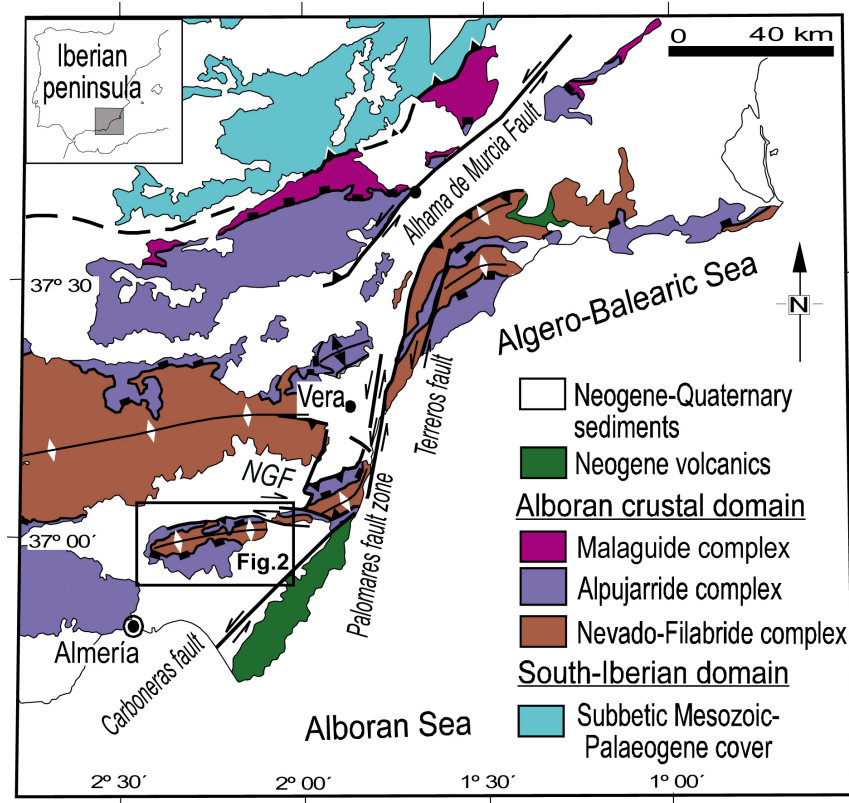 Iberian
peninsula
0 40 km
Alhama de Murcia Fault
37º 30
Algero-Balearic Sea
N
Vera
Terreros fault
Neogene-Quaternary
sediments
Neogene volcanics
NGF
Alboran crustal domain
37º 00´
Fig.2
Palomares fault zone
Malaguide complex
Alpujarride complex
Nevado-Filabride complex
Almería
Carboneras fault
South-Iberian domain
Subbetic Mesozoic-
Palaeogene cover
Alboran Sea
2º 30´ 2º 00´ 1º 30´ 1º 00´